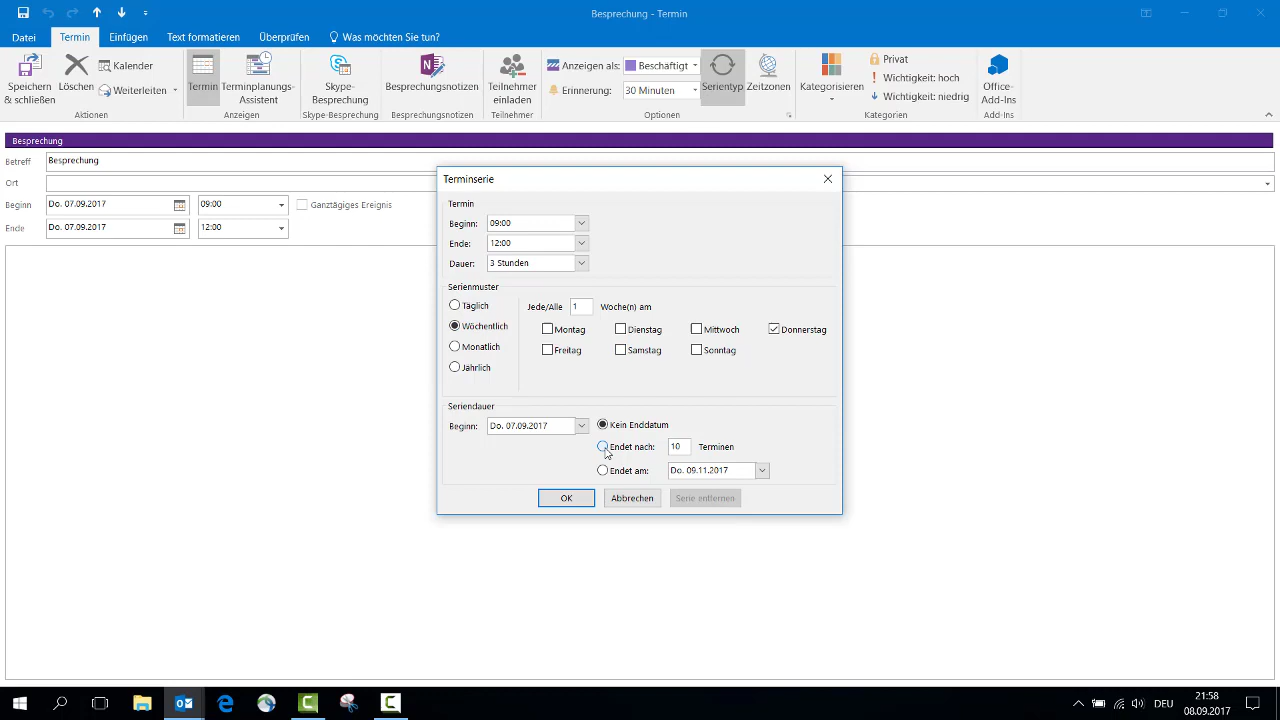 Besprechung - Termin
Datei Termin Einfügen Text formatieren Überprüfen Was möchten Sie tun?
Speichern & schließen
Löschen
Kalender
Weiterleiten
Aktionen
Termin
Terminplanungs-Assistent
Anzeigen
Skype-Besprechung
Skype-Besprechung
Besprechungsnotizen
Besprechungsnotizen
Teilnehmer einladen
Teilnehmer
Anzeigen als: Beschäftigt
Erinnerung: 30 Minuten
Serientyp
Zeitzonen
Optionen
Kategorisieren
Privat
Wichtigkeit: hoch
Wichtigkeit: niedrig
Kategorien
Office-Add-Ins
Add-Ins
Besprechung
Betreff Besprechung
Ort
Beginn Do. 07.09.2017 09:00 Ganztägiges Ereignis
Ende Do. 07.09.2017 12:00
Terminserie
Termin
Beginn: 09:00
Ende: 12:00
Dauer: 3 Stunden
Serienmuster
Täglich
Wöchentlich
Monatlich
Jährlich
Jede/Alle 1 Woche(n) am
Montag Dienstag Mittwoch Donnerstag
Freitag Samstag Sonntag
Seriendauer
Beginn: Do. 07.09.2017
Kein Enddatum
Endet nach: 10 Terminen
Endet am: Do. 09.11.2017
OK Abbrechen Serie entfernen
DEU
21:58
08.09.2017